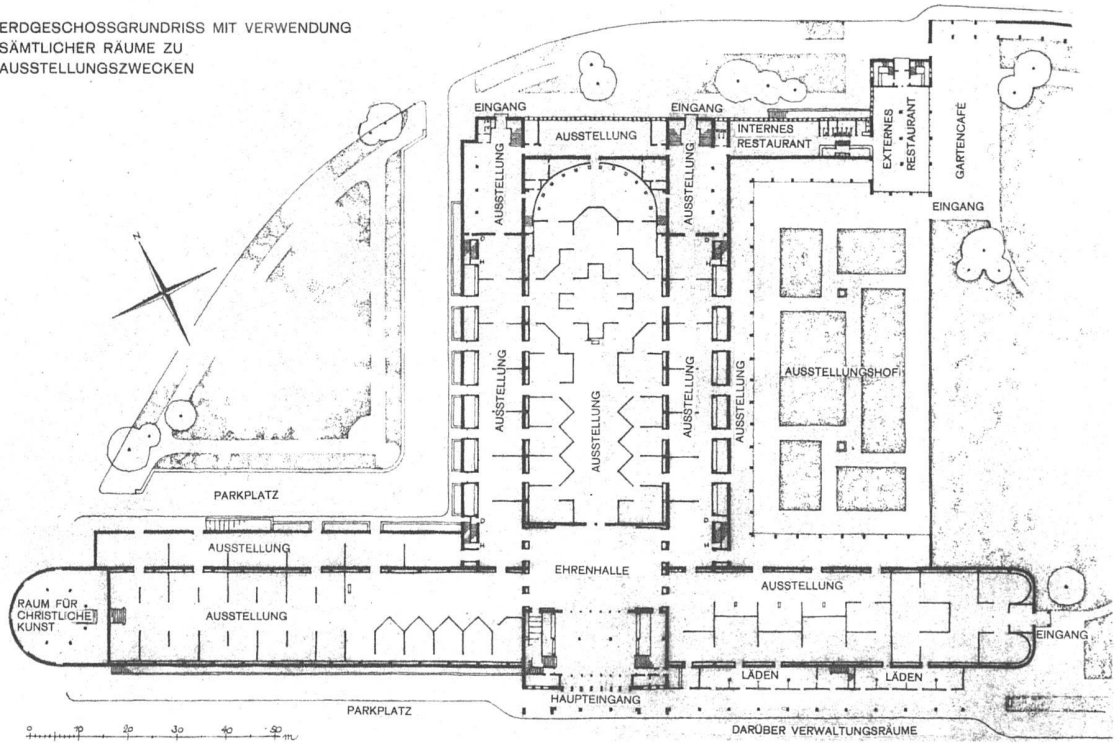 ERDGESCHOSSGRUNDRISS MIT VERWENDUNG
SÄMTLICHER RÄUME ZU
AUSSTELLUNGSZWECKEN
EINGANG
EINGANG
AUSSTELLUNG
INTERNES
RESTAURANT
EXTERNES
RESTAURANT
GARTENCAFÉ
AUSSTELLUNG
AUSSTELLUNG
EINGANG
N
D
H
D
H
AUSSTELLUNG
AUSSTELLUNG
AUSSTELLUNG
AUSSTELLUNG
AUSSTELLUNGSHOF
PARKPLATZ
D
H
D
H
AUSSTELLUNG
EHRENHALLE
AUSSTELLUNG
RAUM FÜR
CHRISTLICHE
KUNST
AUSSTELLUNG
EINGANG
LÄDEN
LÄDEN
HAUPTEINGANG
PARKPLATZ
DARÜBER VERWALTUNGSRÄUME
0 10 20 30 50 m